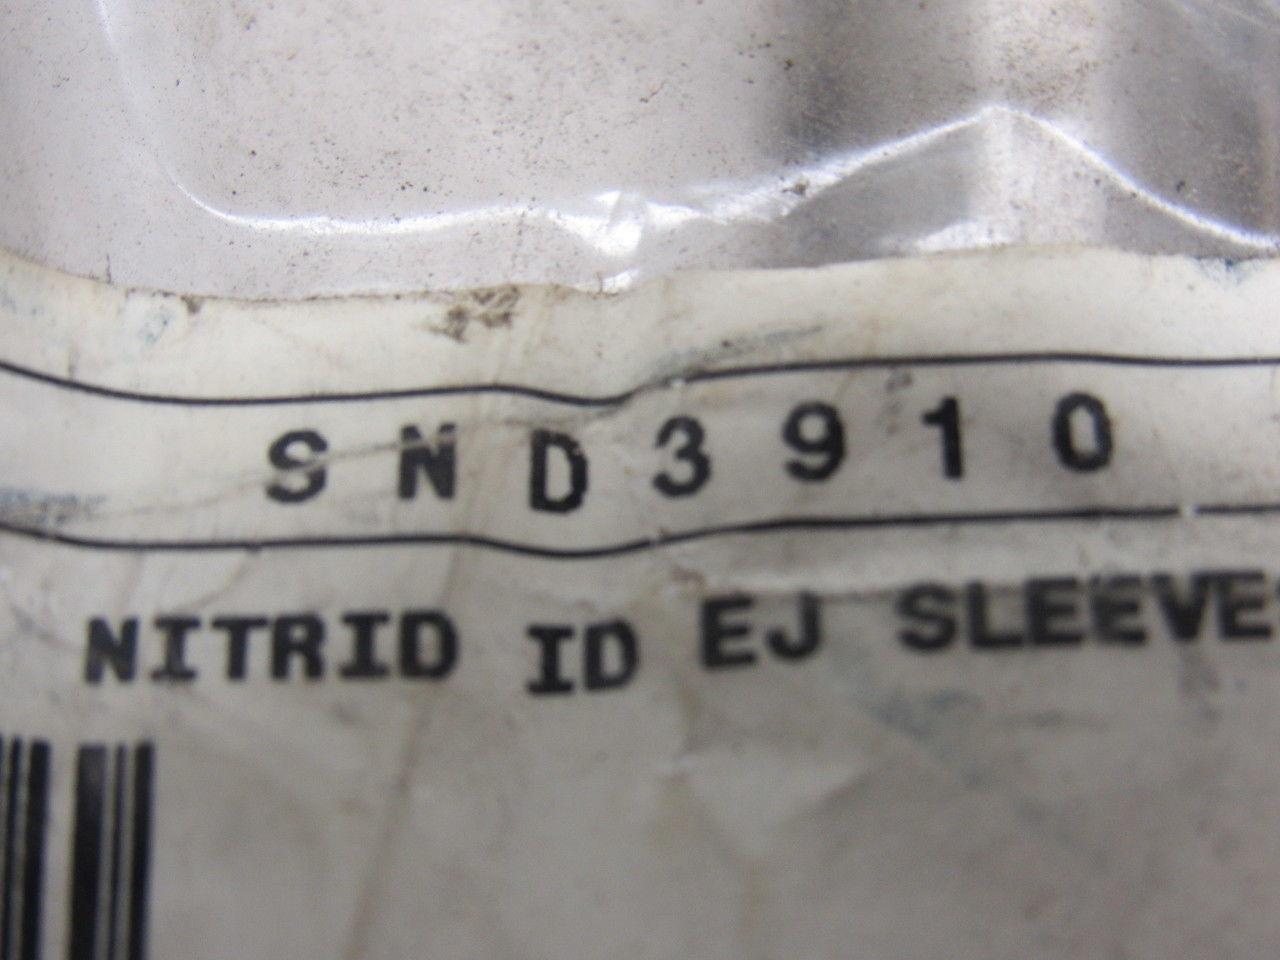 SND3910
NITRID ID EJ SLEEVE